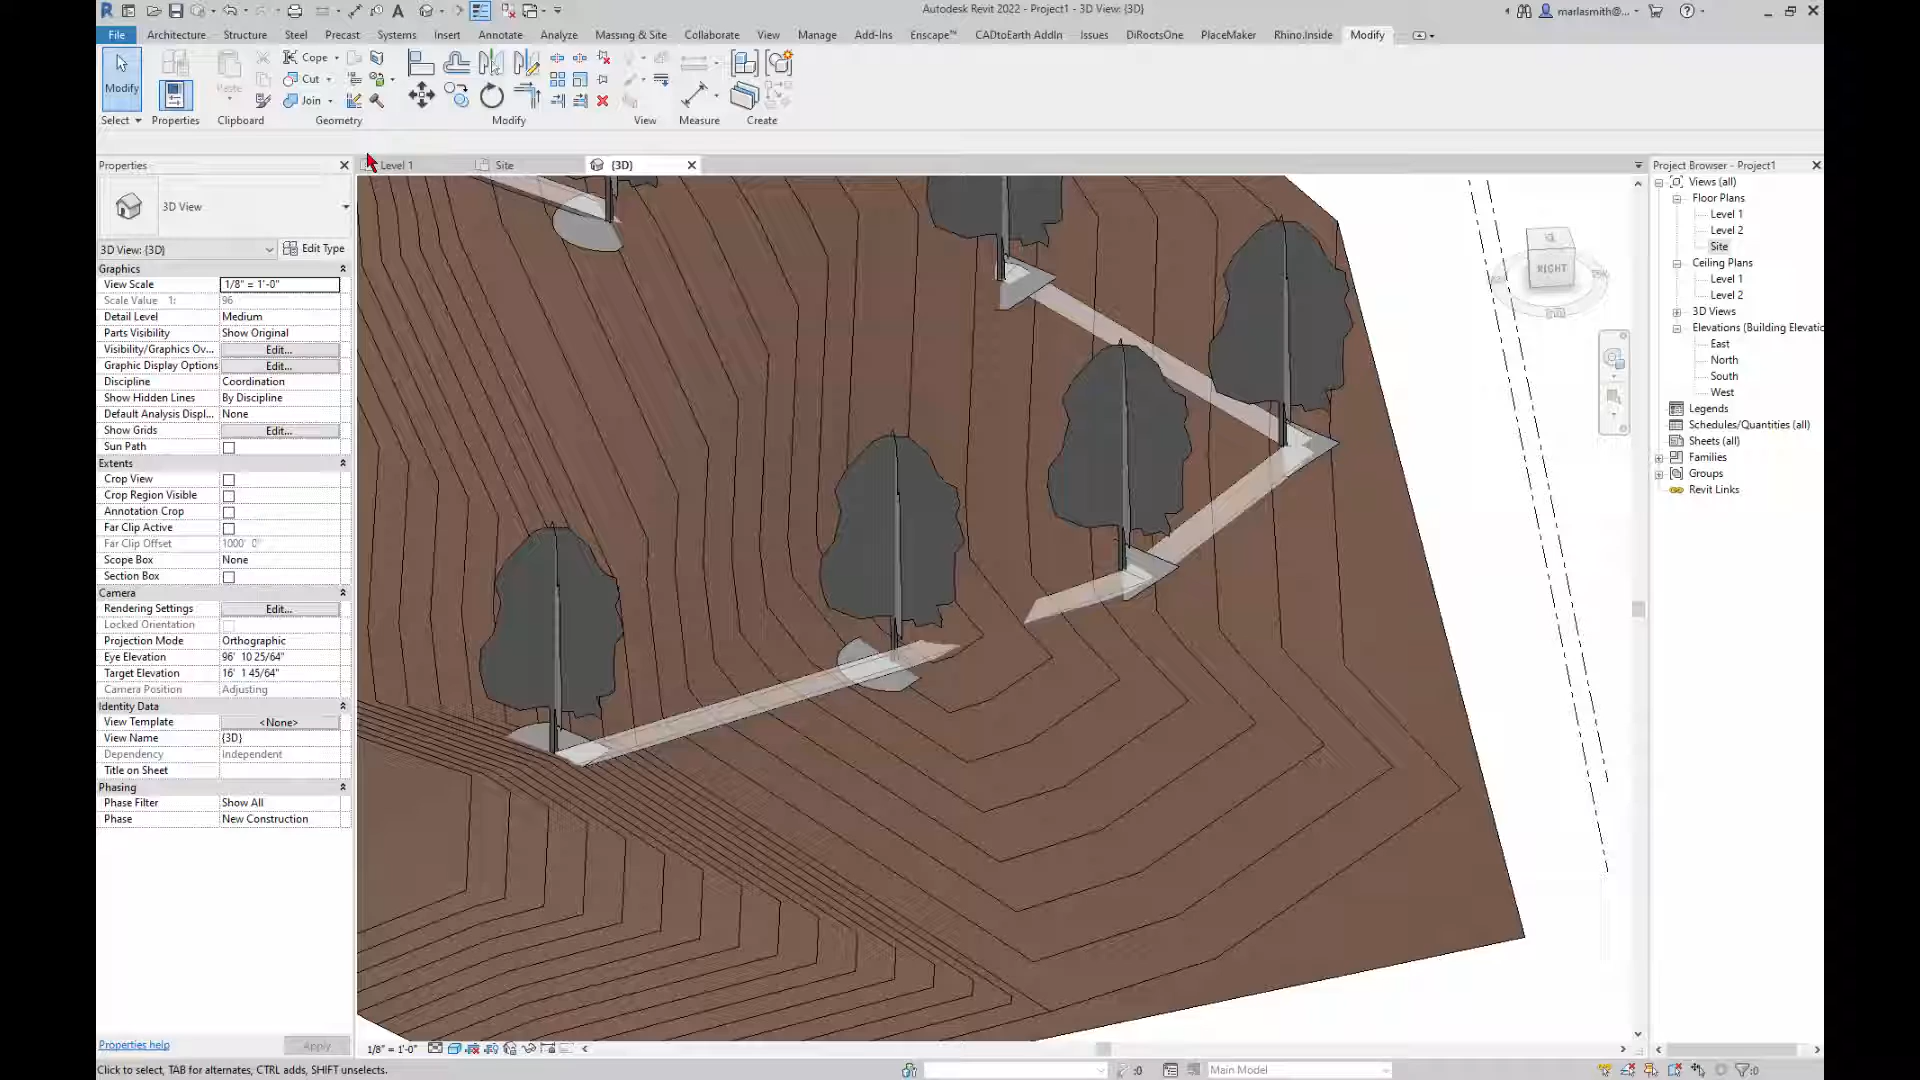 Autodesk Revit 2022 - Project1 - 3D View: {3D}
marlasmith@...
File Architecture Structure Steel Precast Systems Insert Annotate Analyze Massing & Site Collaborate View Manage Add-Ins Enscape™ CADtoEarth AddIn Issues DiRootsOne PlaceMaker Rhino.Inside Modify
Modify
Paste
Cope
Cut
Join
Select Properties Clipboard Geometry Modify View Measure Create
Properties
Level 1 Site {3D}
Project Browser - Project1
3D View
3D View: {3D} Edit Type
Graphics
View Scale 1/8" = 1'-0"
Scale Value 1: 96
Detail Level Medium
Parts Visibility Show Original
Visibility/Graphics Ov... Edit...
Graphic Display Options Edit...
Discipline Coordination
Show Hidden Lines By Discipline
Default Analysis Displ... None
Show Grids Edit...
Sun Path
Extents
Crop View
Crop Region Visible
Annotation Crop
Far Clip Active
Far Clip Offset 1000' 0"
Scope Box None
Section Box
Camera
Rendering Settings Edit...
Locked Orientation
Projection Mode Orthographic
Eye Elevation 96' 10 25/64"
Target Elevation 16' 1 45/64"
Camera Position Adjusting
Identity Data
View Template <None>
View Name {3D}
Dependency Independent
Title on Sheet
Phasing
Phase Filter Show All
Phase New Construction
Properties help Apply
RIGHT
Views (all)
Floor Plans
Level 1
Level 2
Site
Ceiling Plans
Level 1
Level 2
3D Views
Elevations (Building Elevatio
East
North
South
West
Legends
Schedules/Quantities (all)
Sheets (all)
Families
Groups
Revit Links
1/8" = 1'-0"
Click to select, TAB for alternates, CTRL adds, SHIFT unselects.
:0
Main Model
:0